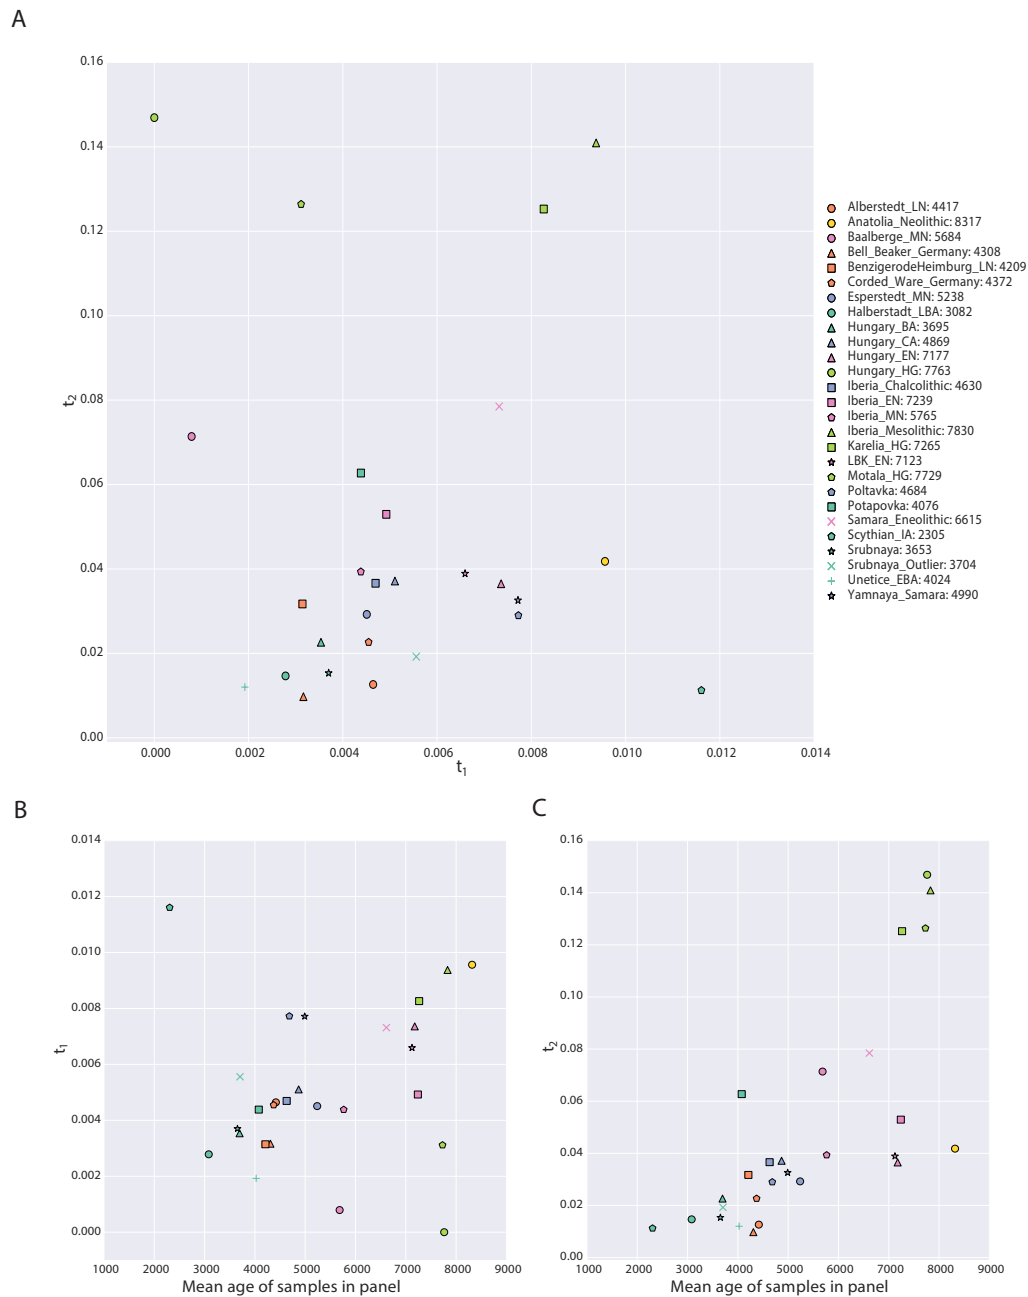 A
0.16
0.14
0.12
0.10
0.08
0.06
0.04
0.02
0.00
t2
0.000 0.002 0.004 0.006 0.008 0.010 0.012 0.014
t1
Alberstedt_LN: 4417
Anatolia_Neolithic: 8317
Baalberge_MN: 5684
Bell_Beaker_Germany: 4308
BenzigerodeHeimburg_LN: 4209
Corded_Ware_Germany: 4372
Esperstedt_MN: 5238
Halberstadt_LBA: 3082
Hungary_BA: 3695
Hungary_CA: 4869
Hungary_EN: 7177
Hungary_HG: 7763
Iberia_Chalcolithic: 4630
Iberia_EN: 7239
Iberia_MN: 5765
Iberia_Mesolithic: 7830
Karelia_HG: 7265
LBK_EN: 7123
Motala_HG: 7729
Poltavka: 4684
Potapovka: 4076
Samara_Eneolithic: 6615
Scythian_IA: 2305
Srubnaya: 3653
Srubnaya_Outlier: 3704
Unetice_EBA: 4024
Yamnaya_Samara: 4990
B
0.014
0.012
0.010
0.008
0.006
0.004
0.002
0.000
t1
1000 2000 3000 4000 5000 6000 7000 8000 9000
Mean age of samples in panel
C
0.16
0.14
0.12
0.10
0.08
0.06
0.04
0.02
0.00
t2
1000 2000 3000 4000 5000 6000 7000 8000 9000
Mean age of samples in panel